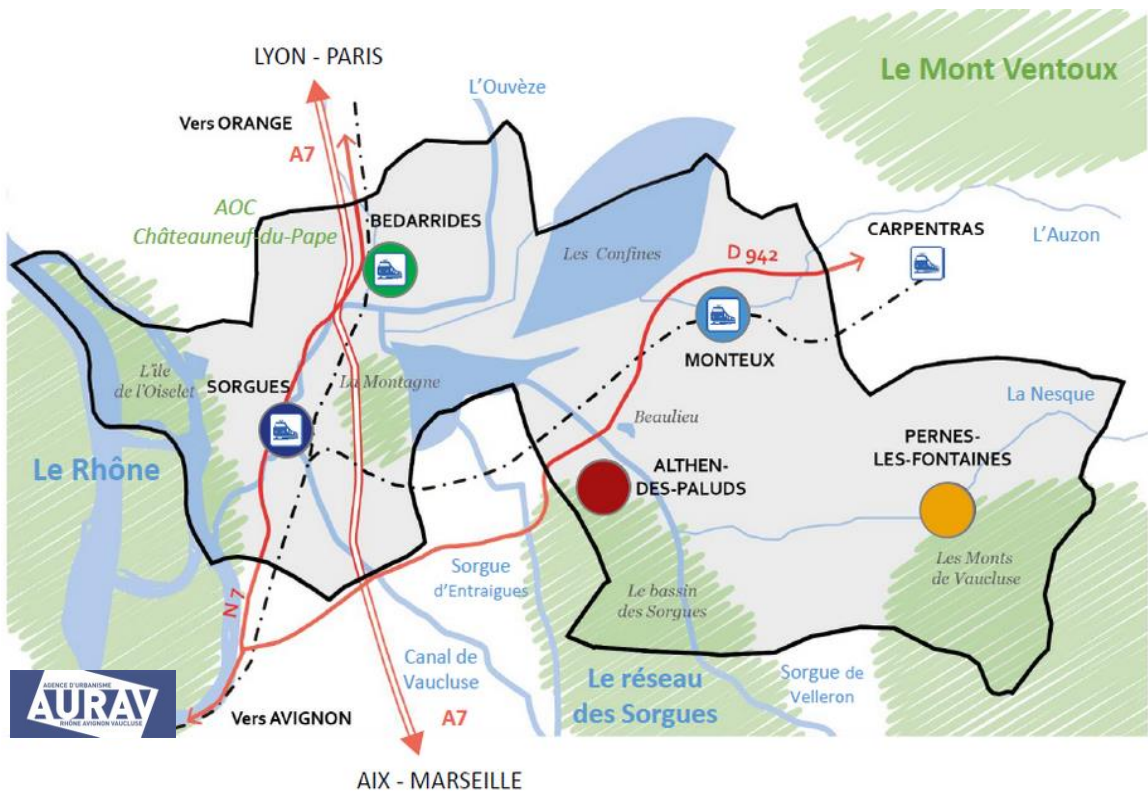 LYON - PARIS
Le Mont Ventoux
L'Ouvèze
Vers ORANGE
A7
AOC
Châteauneuf-du-Pape
BEDARRIDES
CARPENTRAS
L'Auzon
D 942
Les Confines
MONTEUX
L'île
de l'Oiselet
SORGUES
La Montagne
Beaulieu
La Nesque
PERNES-
LES-FONTAINES
Le Rhône
ALTHEN-
DES-PALUDS
Les Monts
de Vaucluse
Sorgue
d'Entraigues
Le bassin
des Sorgues
N 7
Canal de
Vaucluse
Le réseau
des Sorgues
Sorgue de
Velleron
AGENCE D'URBANISME
AURAV
RHÔNE AVIGNON VAUCLUSE
Vers AVIGNON
A7
AIX - MARSEILLE